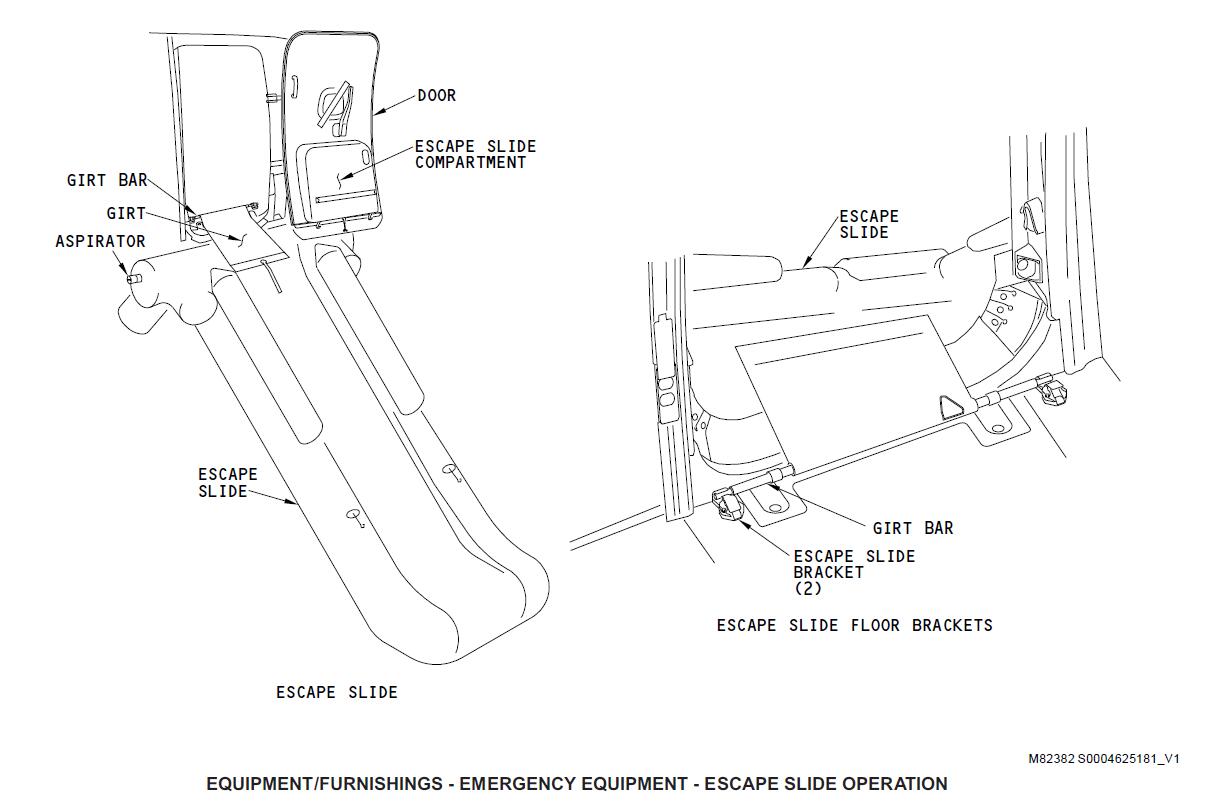 DOOR
ESCAPE SLIDE
COMPARTMENT
GIRT BAR
GIRT
ASPIRATOR
ESCAPE
SLIDE
ESCAPE SLIDE
ESCAPE
SLIDE
GIRT BAR
ESCAPE SLIDE
BRACKET
(2)
ESCAPE SLIDE FLOOR BRACKETS
M82382 S0004625181_V1
EQUIPMENT/FURNISHINGS - EMERGENCY EQUIPMENT - ESCAPE SLIDE OPERATION